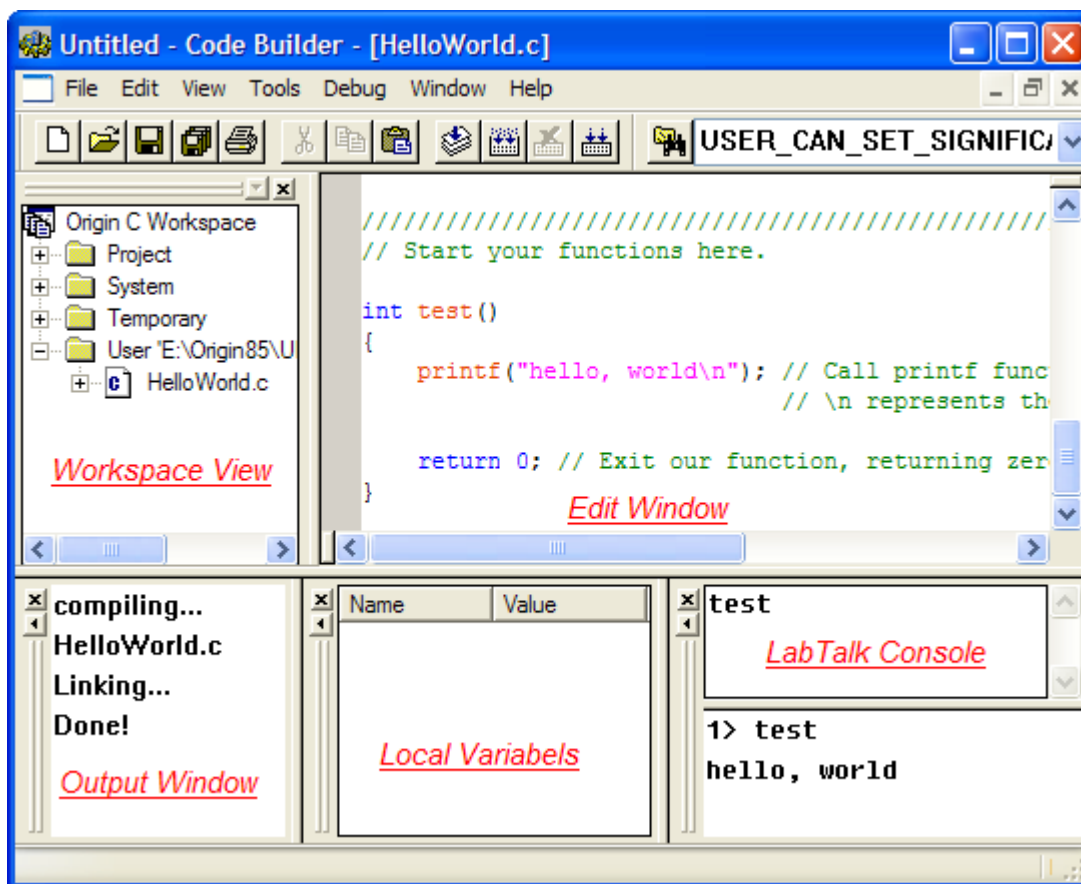 Untitled - Code Builder - [HelloWorld.c]
File Edit View Tools Debug Window Help
USER_CAN_SET_SIGNIFICA
Origin C Workspace
Project
System
Temporary
User 'E:\Origin85\U
HelloWorld.c
Workspace View
//////////////////////////////////////////////////
// Start your functions here.
int test()
{
printf("hello, world\n"); // Call printf func
// \n represents th
return 0; // Exit our function, returning zer
}
Edit Window
compiling...
HelloWorld.c
Linking...
Done!
Output Window
Name Value
Local Variabels
test
LabTalk Console
1> test
hello, world